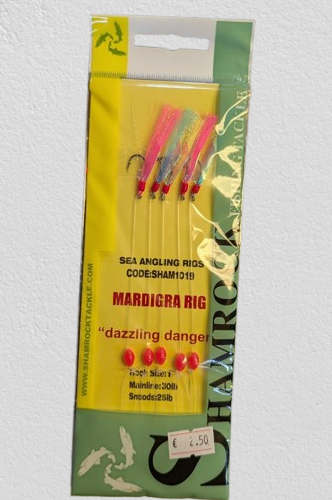 SEA ANGLING RIGS
CODE:SHAM1019
MARDIGRA RIG
“dazzling danger
Hook Size:
Mainline:30lb
Snoods:25lb
€ 2.50
WWW.SHAMROCKTACKLE.COM
SHAMROCK
FISHING TACKLE